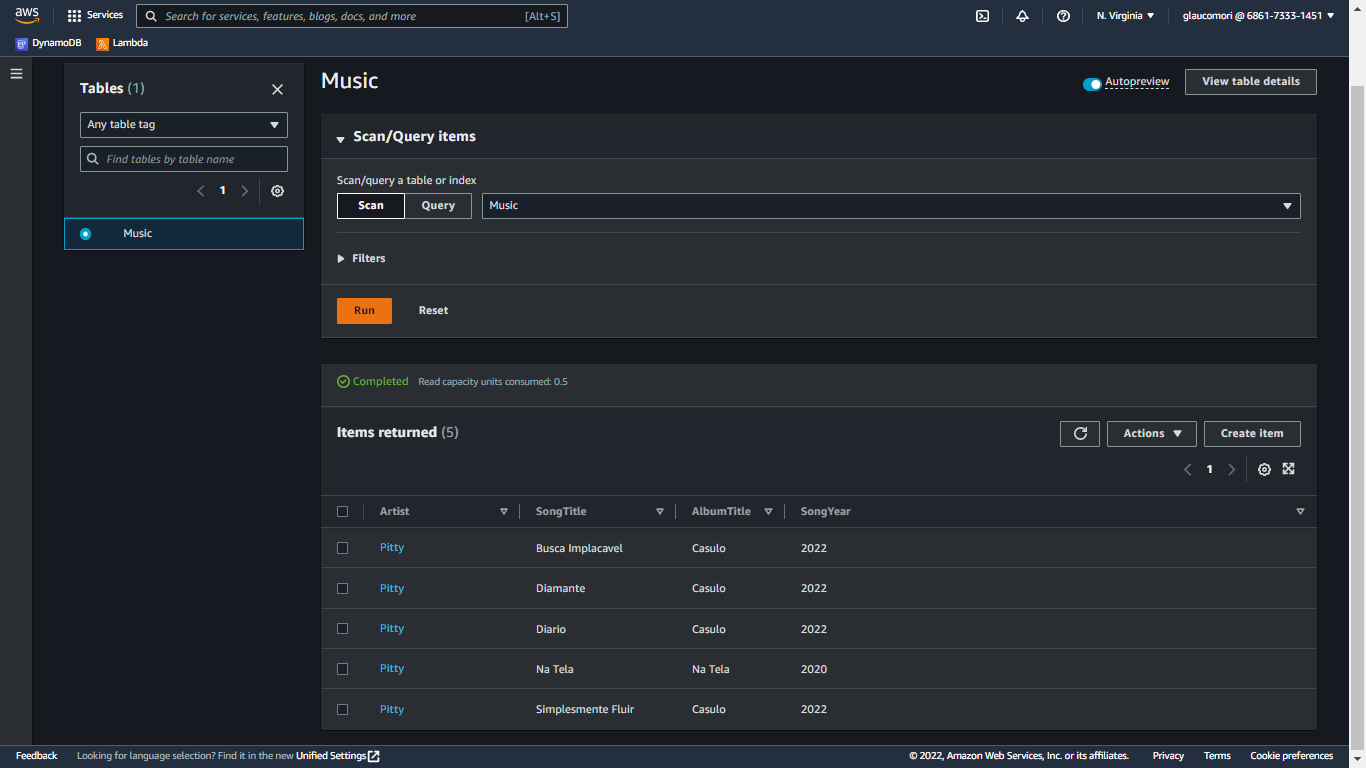 aws Services Search for services, features, blogs, docs, and more [Alt+S] N. Virginia glaucomori @ 6861-7333-1451
DynamoDB Lambda
Tables (1)
Any table tag
Find tables by table name
1
Music
Music
Autopreview View table details
Scan/Query items
Scan/query a table or index
Scan Query Music
Filters
Run Reset
Completed Read capacity units consumed: 0.5
Items returned (5)
Actions Create item
1
Artist SongTitle AlbumTitle SongYear
Pitty Busca Implacavel Casulo 2022
Pitty Diamante Casulo 2022
Pitty Diario Casulo 2022
Pitty Na Tela Na Tela 2020
Pitty Simplesmente Fluir Casulo 2022
Feedback Looking for language selection? Find it in the new Unified Settings © 2022, Amazon Web Services, Inc. or its affiliates. Privacy Terms Cookie preferences